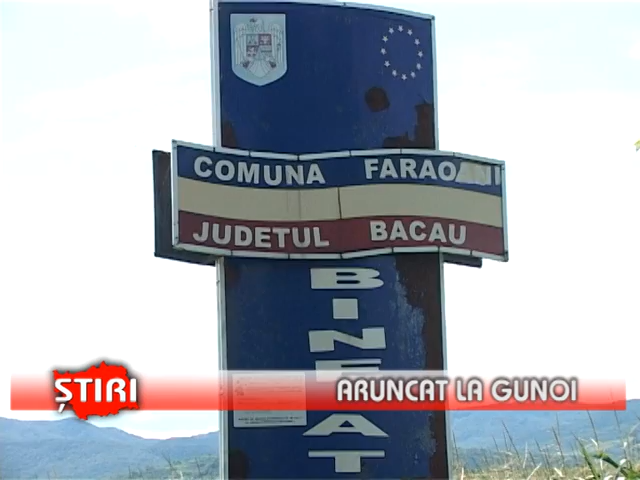 COMUNA FARAOANI
JUDETUL BACAU
BINE AT
ȘTIRI
ARUNCAT LA GUNOI